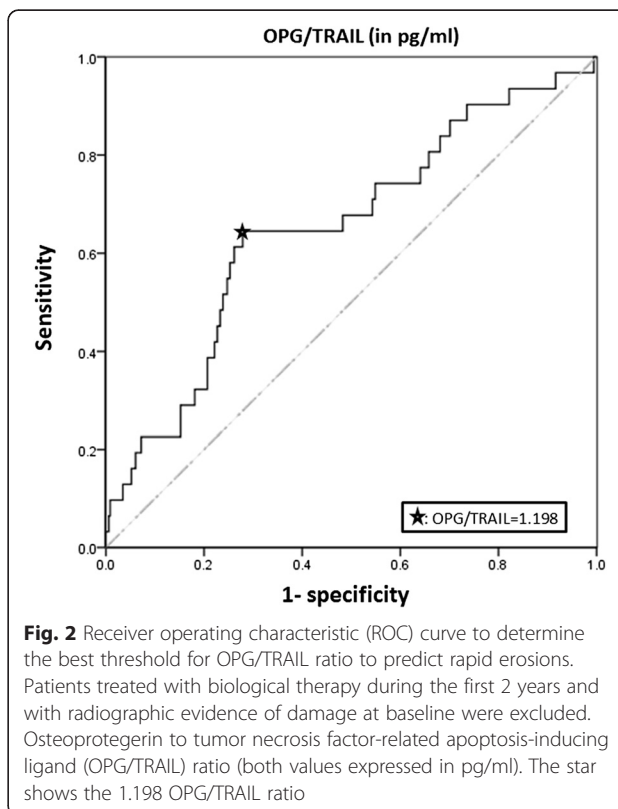 OPG/TRAIL (in pg/ml)
1.0
0.8
0.6
0.4
0.2
0.0
Sensitivity
★: OPG/TRAIL=1.198
0.0 0.2 0.4 0.6 0.8 1.0
1- specificity
Fig. 2 Receiver operating characteristic (ROC) curve to determine
the best threshold for OPG/TRAIL ratio to predict rapid erosions.
Patients treated with biological therapy during the first 2 years and
with radiographic evidence of damage at baseline were excluded.
Osteoprotegerin to tumor necrosis factor-related apoptosis-inducing
ligand (OPG/TRAIL) ratio (both values expressed in pg/ml). The star
shows the 1.198 OPG/TRAIL ratio